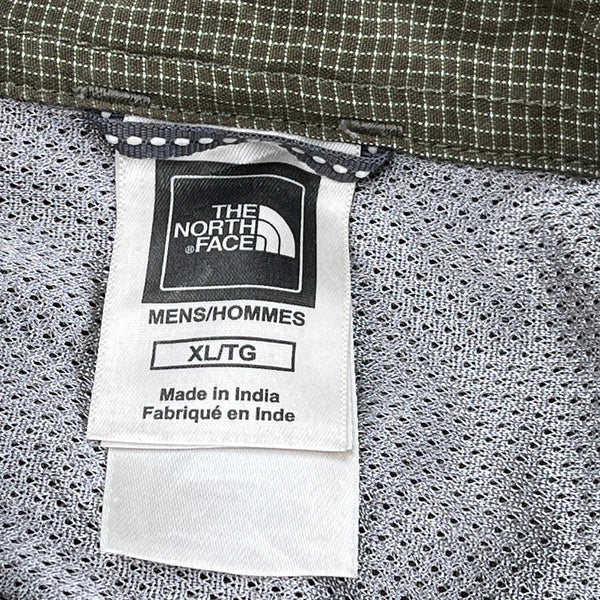 THE
NORTH
FACE®
MENS/HOMMES
XL/TG
Made in India
Fabriqué en Inde